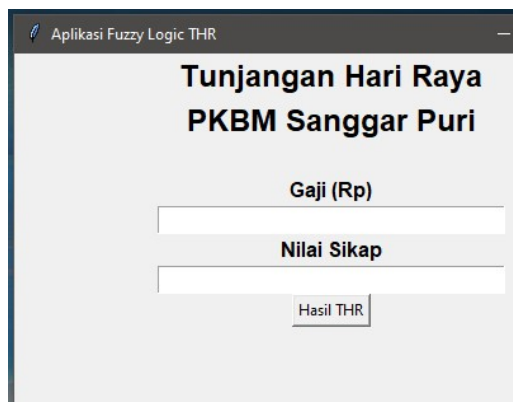 Aplikasi Fuzzy Logic THR
Tunjangan Hari Raya
PKBM Sanggar Puri
Gaji (Rp)
Nilai Sikap
Hasil THR